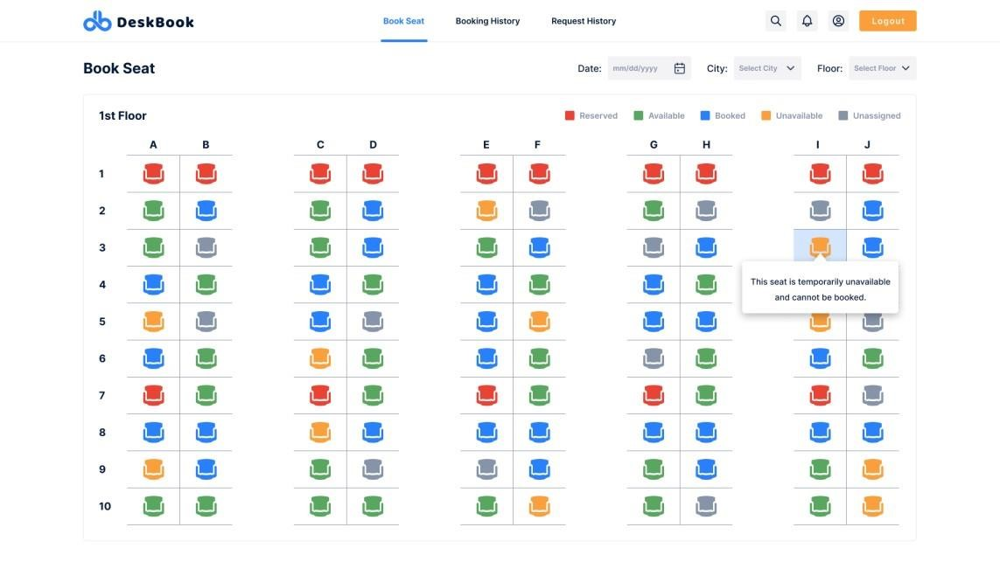 DeskBook
Book Seat
Booking History
Request History
Logout
Book Seat
Date: mm/dd/yyyy
City: Select City
Floor: Select Floor
1st Floor
Reserved
Available
Booked
Unavailable
Unassigned
A B C D E F G H I J
1
2
3
4
This seat is temporarily unavailable
and cannot be booked.
5
6
7
8
9
10